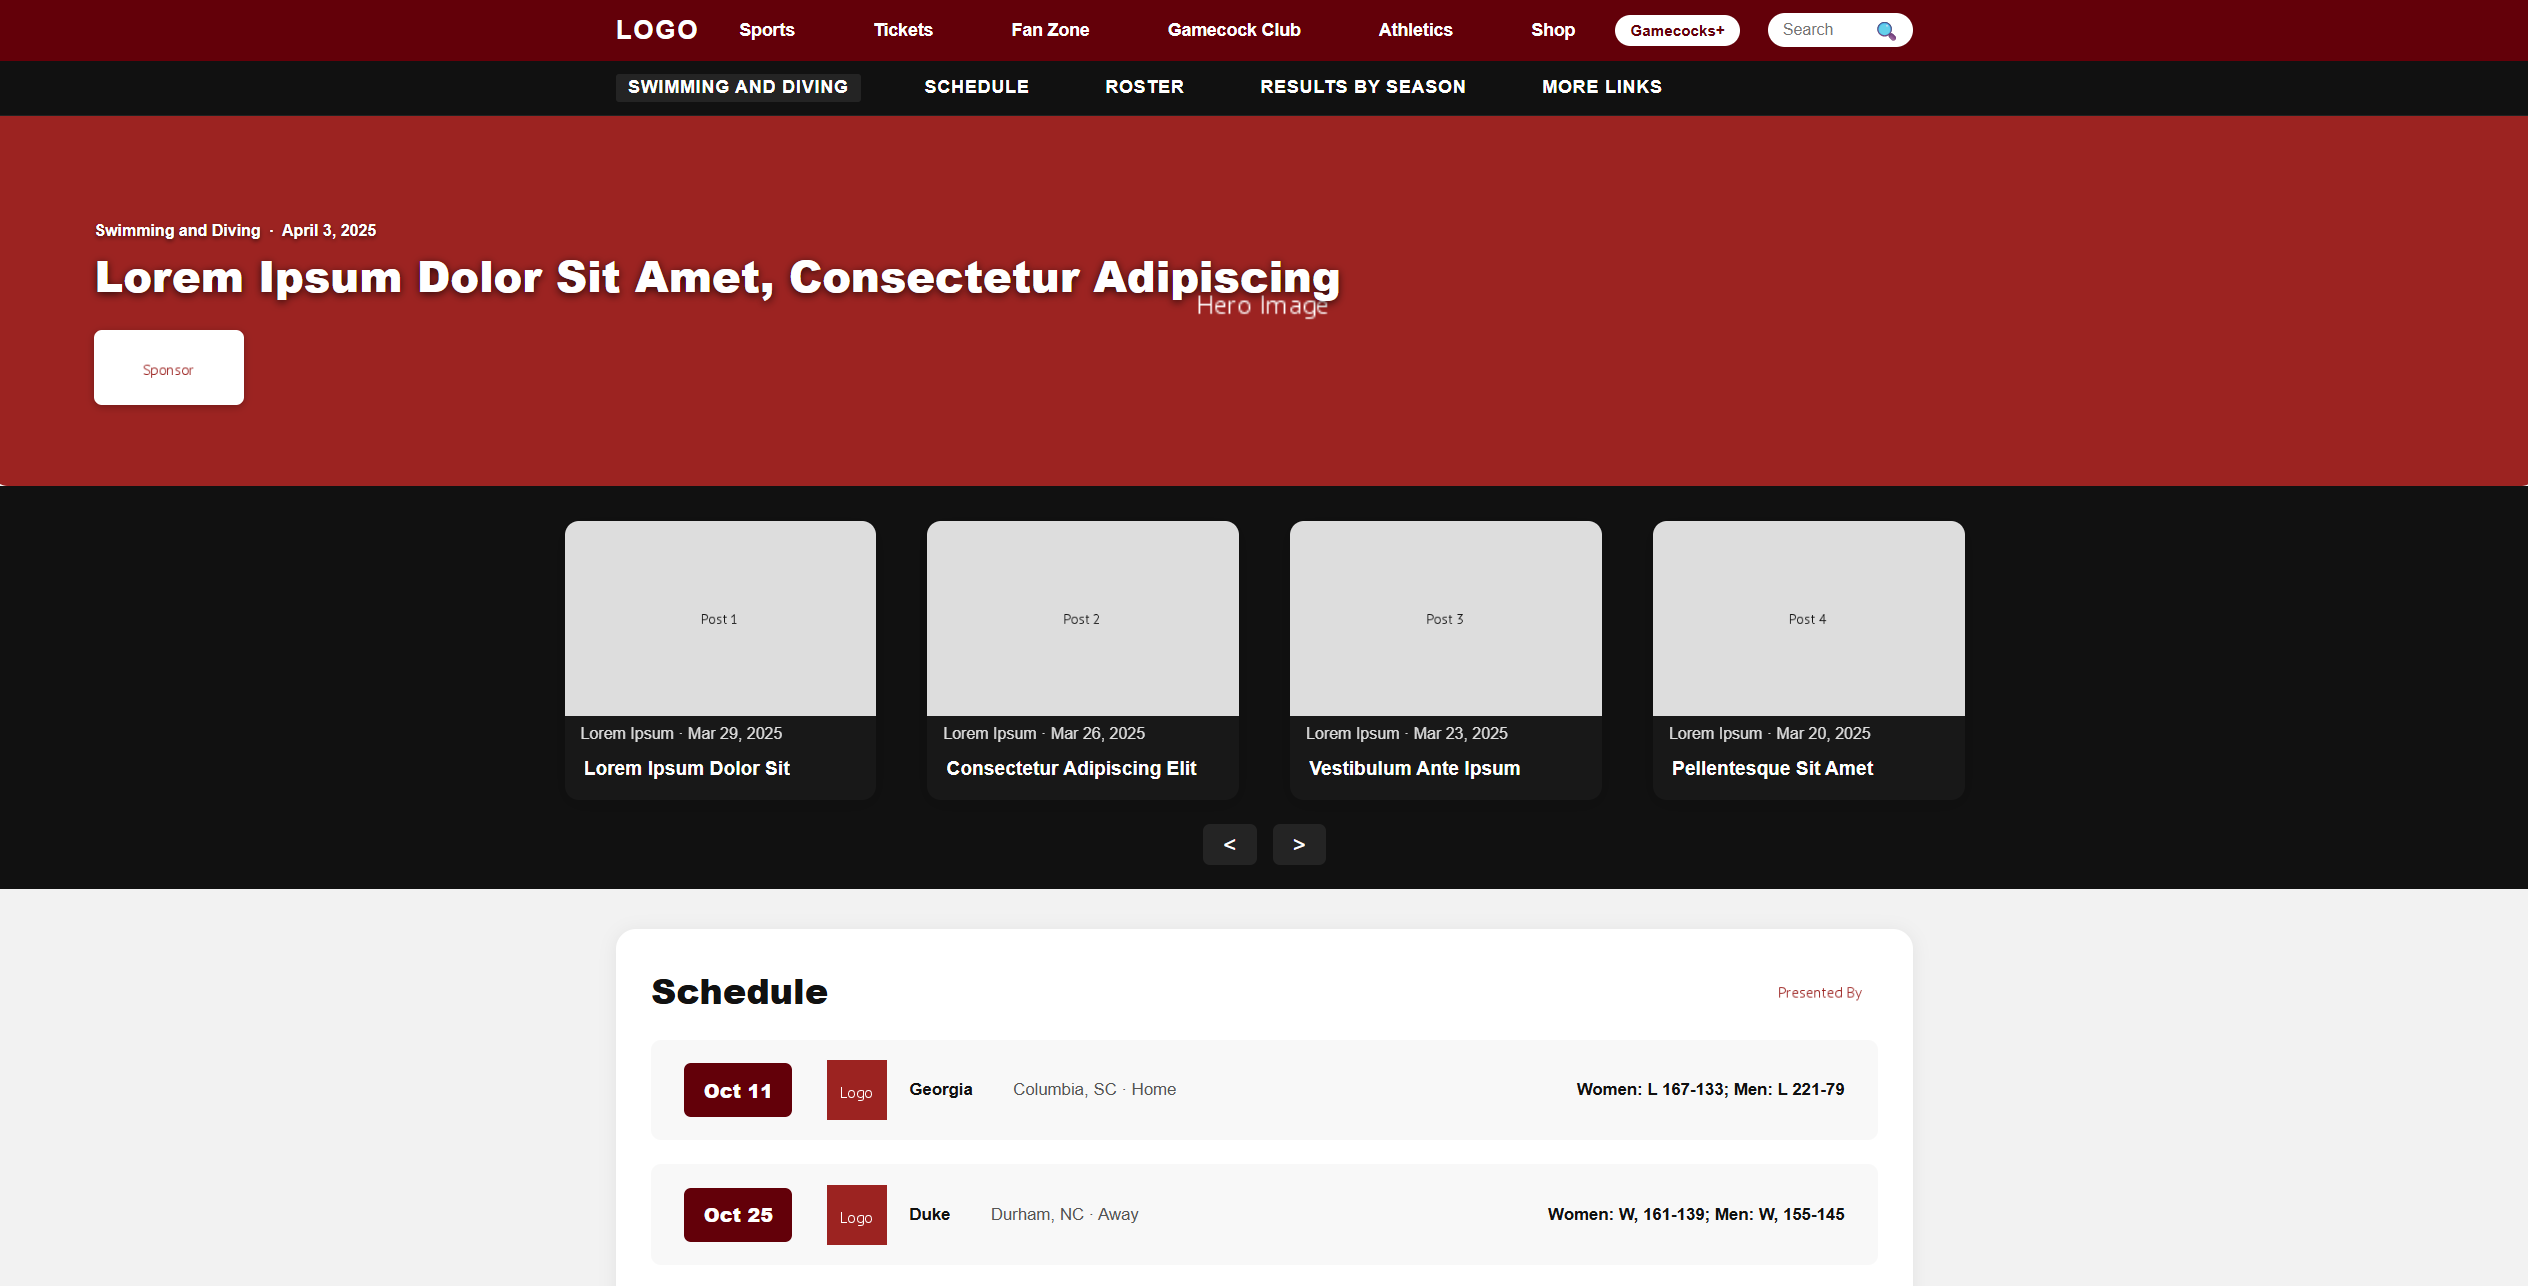 LOGO Sports Tickets Fan Zone Gamecock Club Athletics Shop Gamecocks+ Search
SWIMMING AND DIVING SCHEDULE ROSTER RESULTS BY SEASON MORE LINKS
Swimming and Diving · April 3, 2025
Lorem Ipsum Dolor Sit Amet, Consectetur Adipiscing
Hero Image
Sponsor
Post 1
Lorem Ipsum · Mar 29, 2025
Lorem Ipsum Dolor Sit
Post 2
Lorem Ipsum · Mar 26, 2025
Consectetur Adipiscing Elit
Post 3
Lorem Ipsum · Mar 23, 2025
Vestibulum Ante Ipsum
Post 4
Lorem Ipsum · Mar 20, 2025
Pellentesque Sit Amet
< >
Schedule
Presented By
Oct 11 Logo Georgia Columbia, SC · Home Women: L 167-133; Men: L 221-79
Oct 25 Logo Duke Durham, NC · Away Women: W, 161-139; Men: W, 155-145